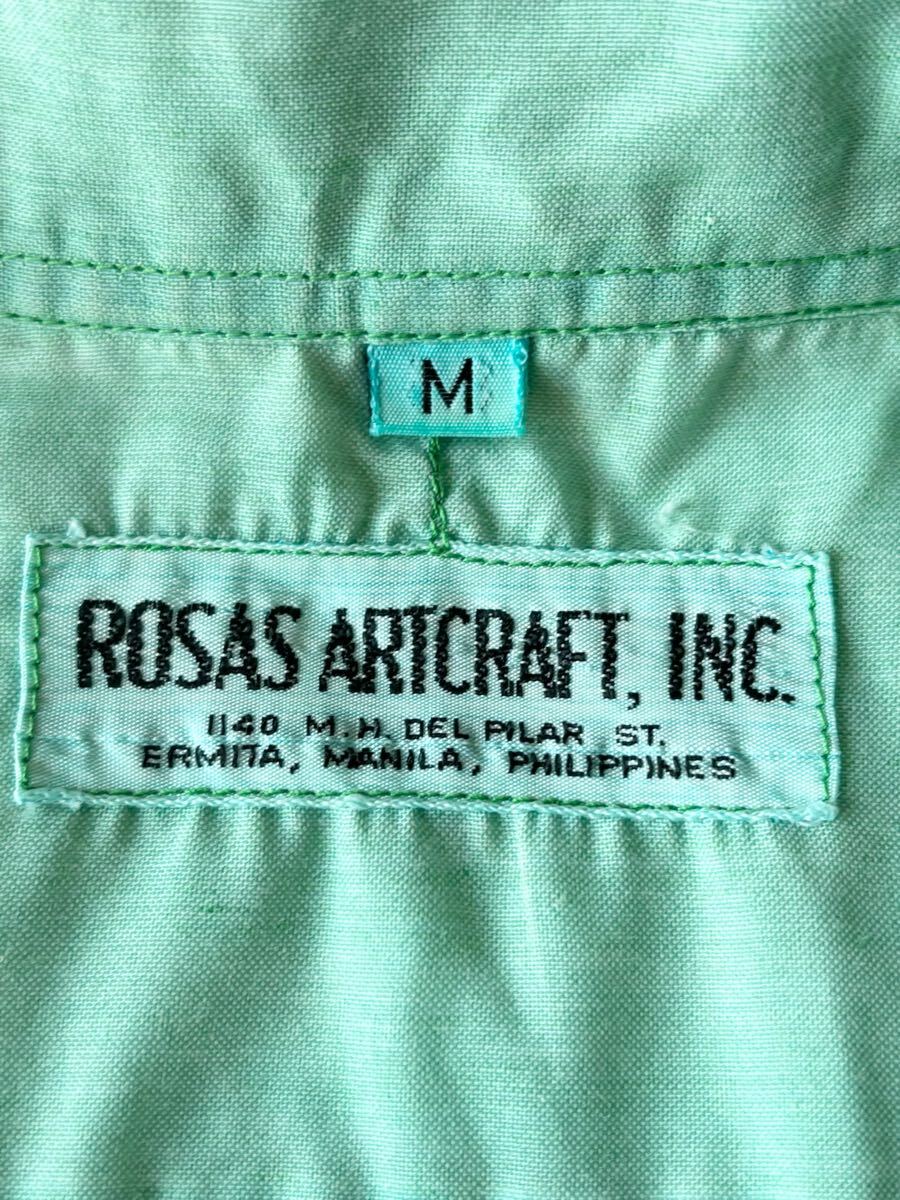 M
ROSAS ARTCRAFT, INC.
1140 M.H. DEL PILAR ST.
ERMITA, MANILA, PHILIPPINES